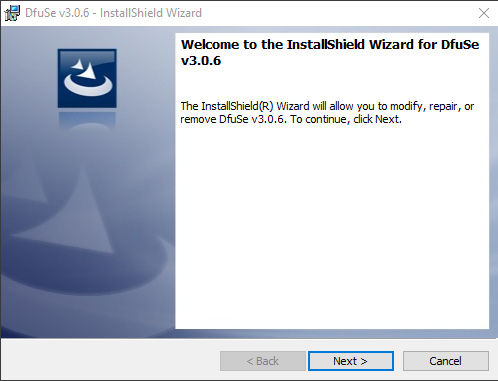 DfuSe v3.0.6 - InstallShield Wizard
Welcome to the InstallShield Wizard for DfuSe
v3.0.6
The InstallShield(R) Wizard will allow you to modify, repair, or
remove DfuSe v3.0.6. To continue, click Next.
< Back Next > Cancel